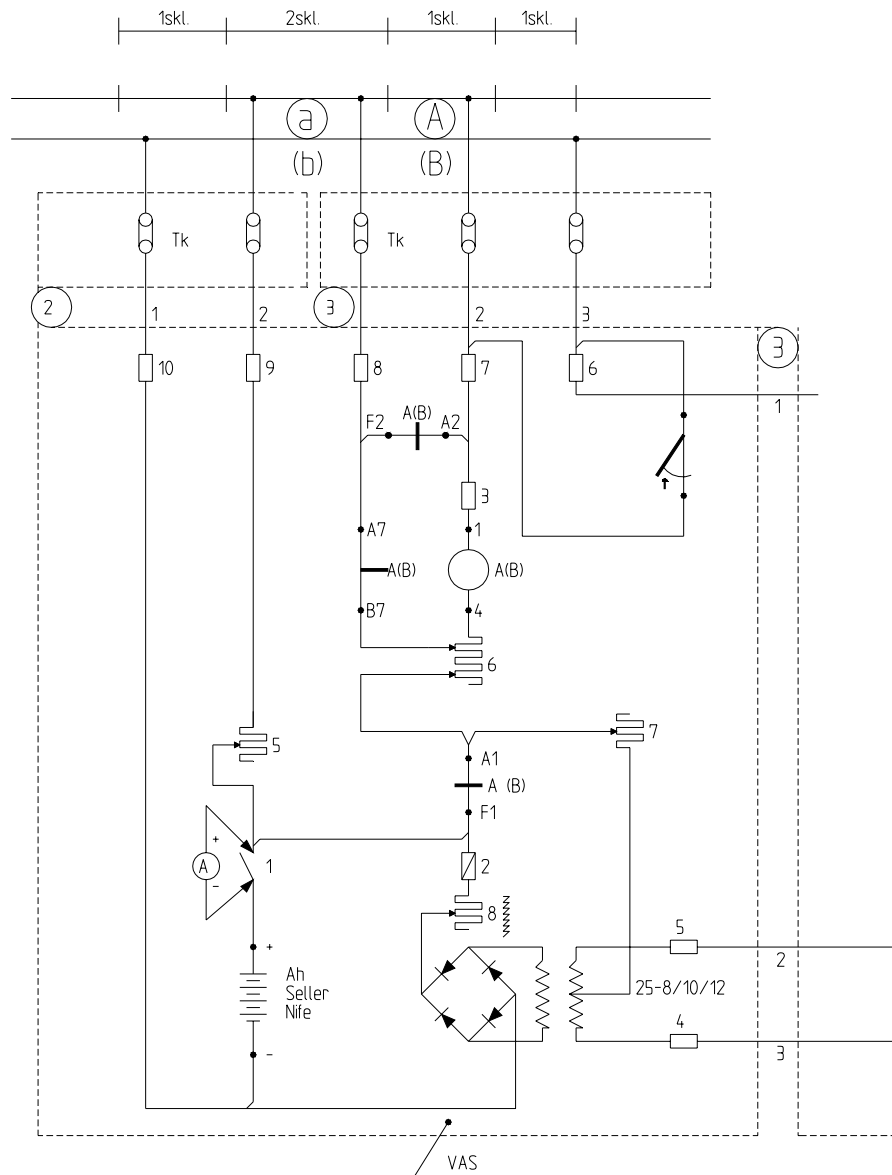 1skl. 2skl. 1skl. 1skl.
a A
(b) (B)
Tk Tk
2 1 2 3 2 3
3
10 9 8 7 6
1
A(B)
F2 A2
3
A7 1
A(B) A(B)
B7 4
6
5 7
A1
A (B)
F1
+
A 1 2
-
8
5
+ 2
Ah
Seller
Nife
25-8/10/12
4
- 3
VAS